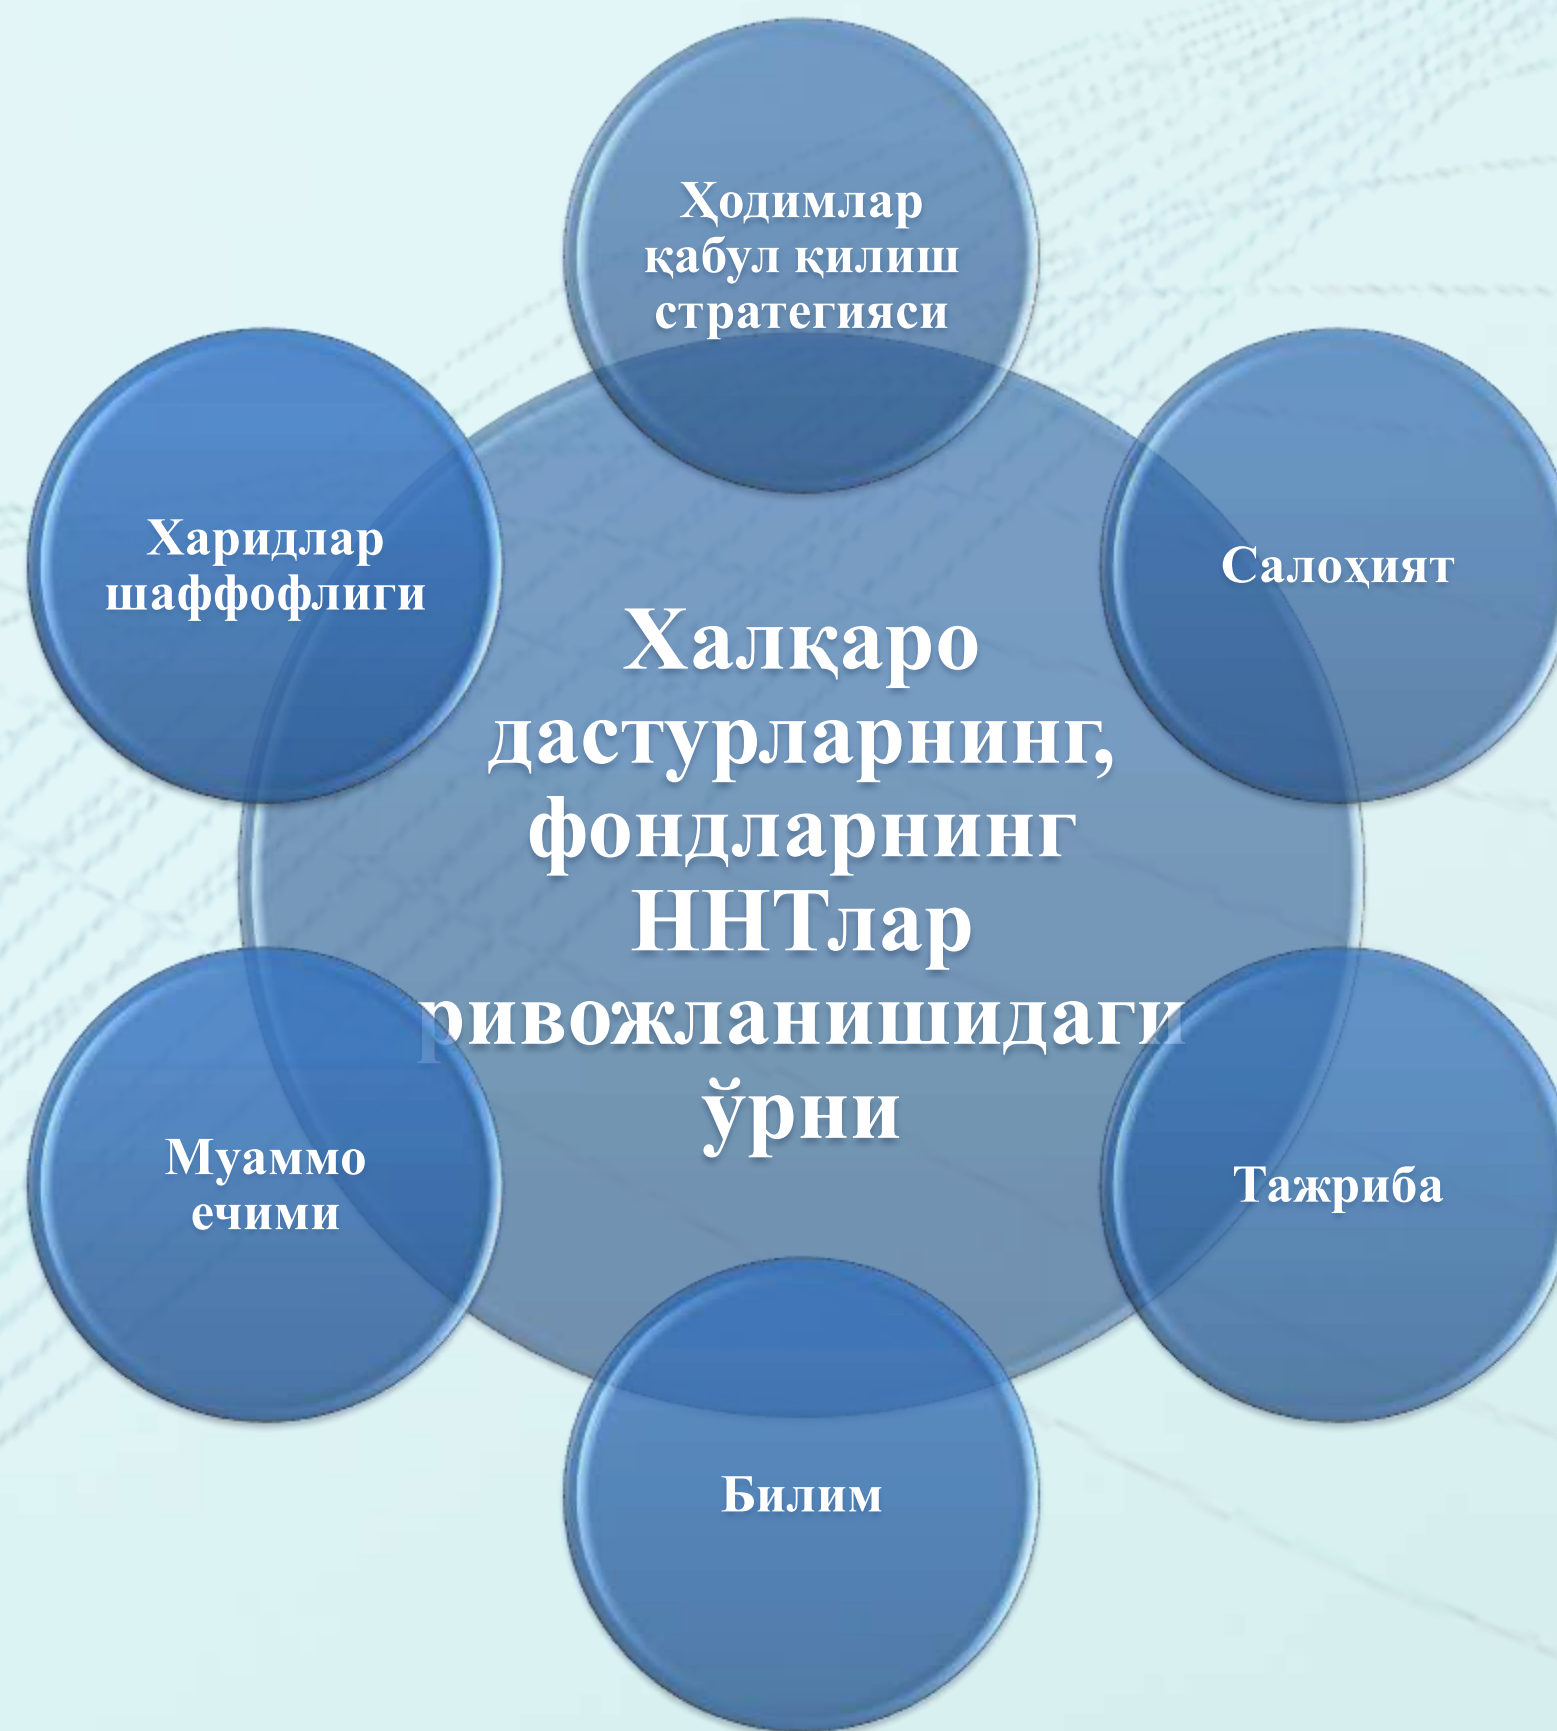 Ҳодимлар
қабул қилиш
стратегияси
Салоҳият
Тажриба
Билим
Муаммо
ечими
Харидлар
шаффофлиги
Халқаро
дастурларнинг,
фондларнинг
ННТлар
ривожланишидаги
ўрни